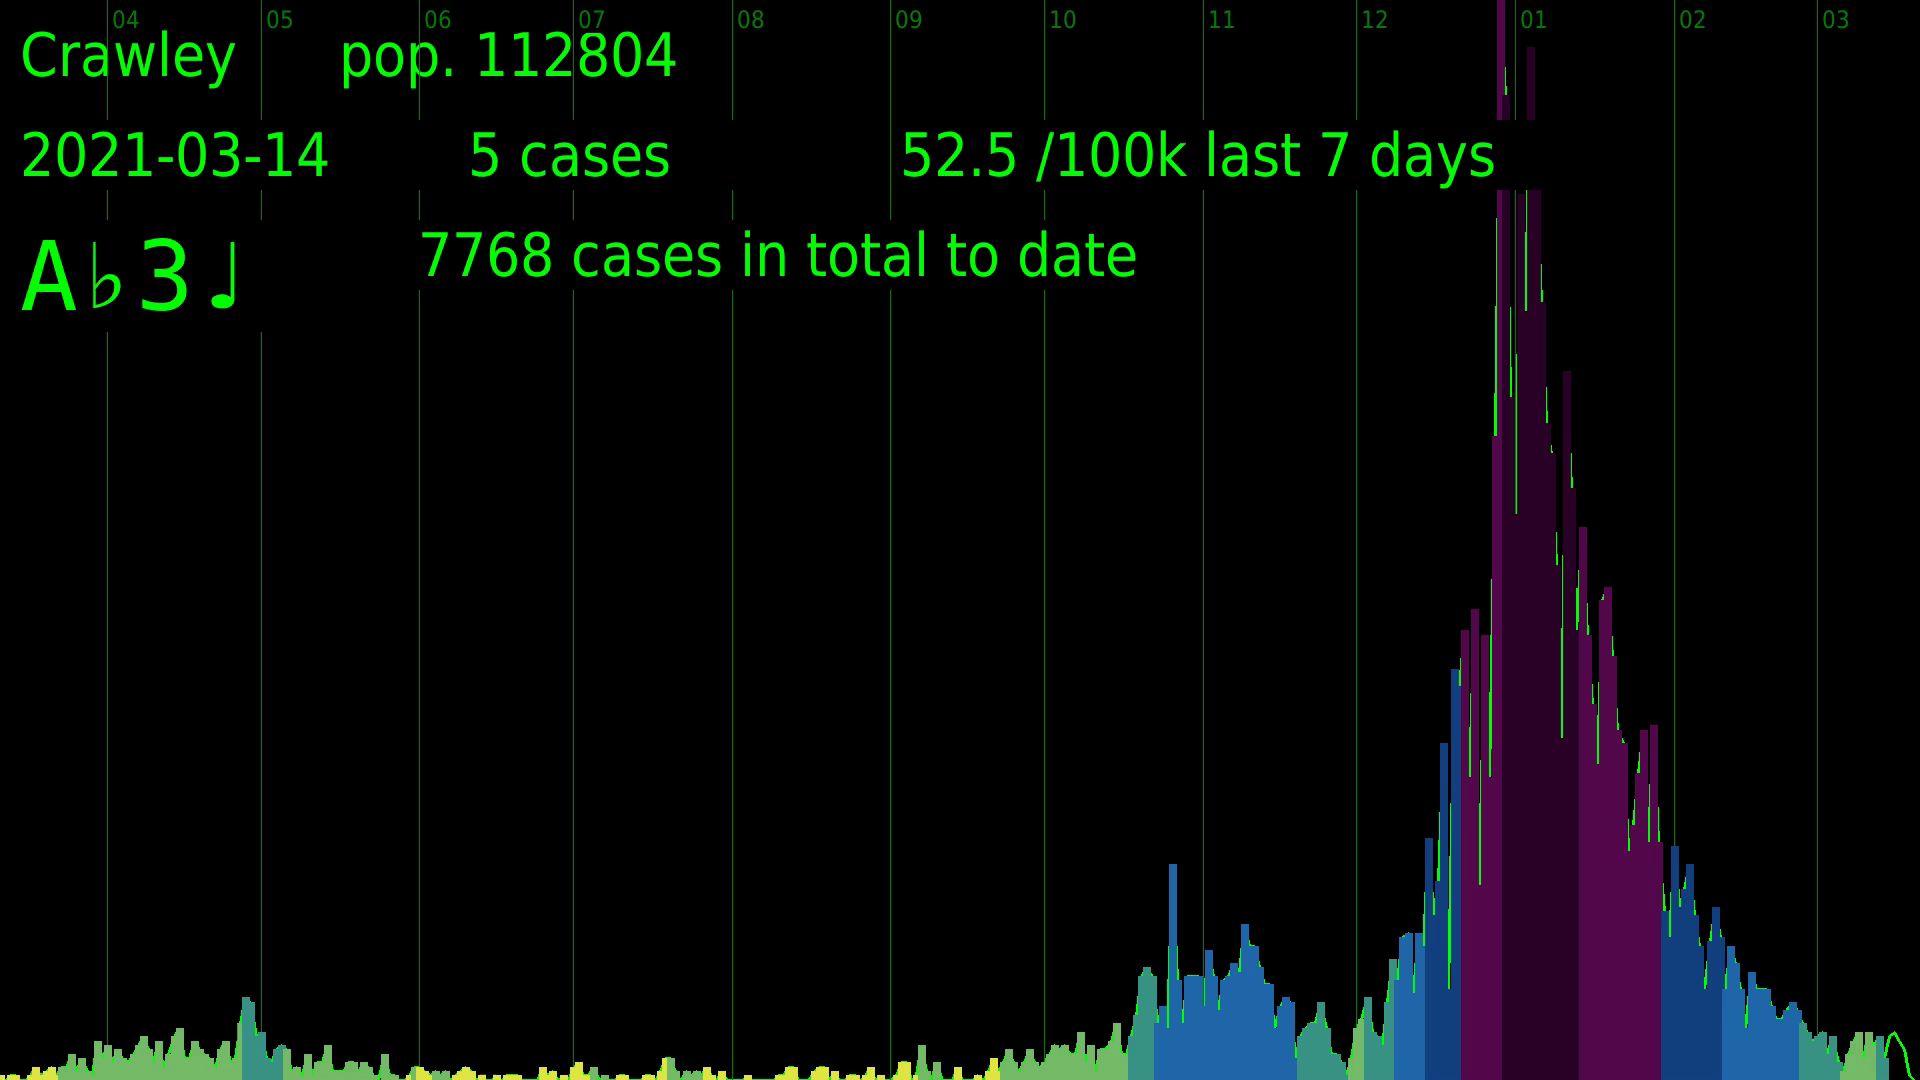 04 05 06 07 08 09 10 11 12 01 02 03
Crawley pop. 112804
2021-03-14 5 cases 52.5 /100k last 7 days
A♭3♩ 7768 cases in total to date